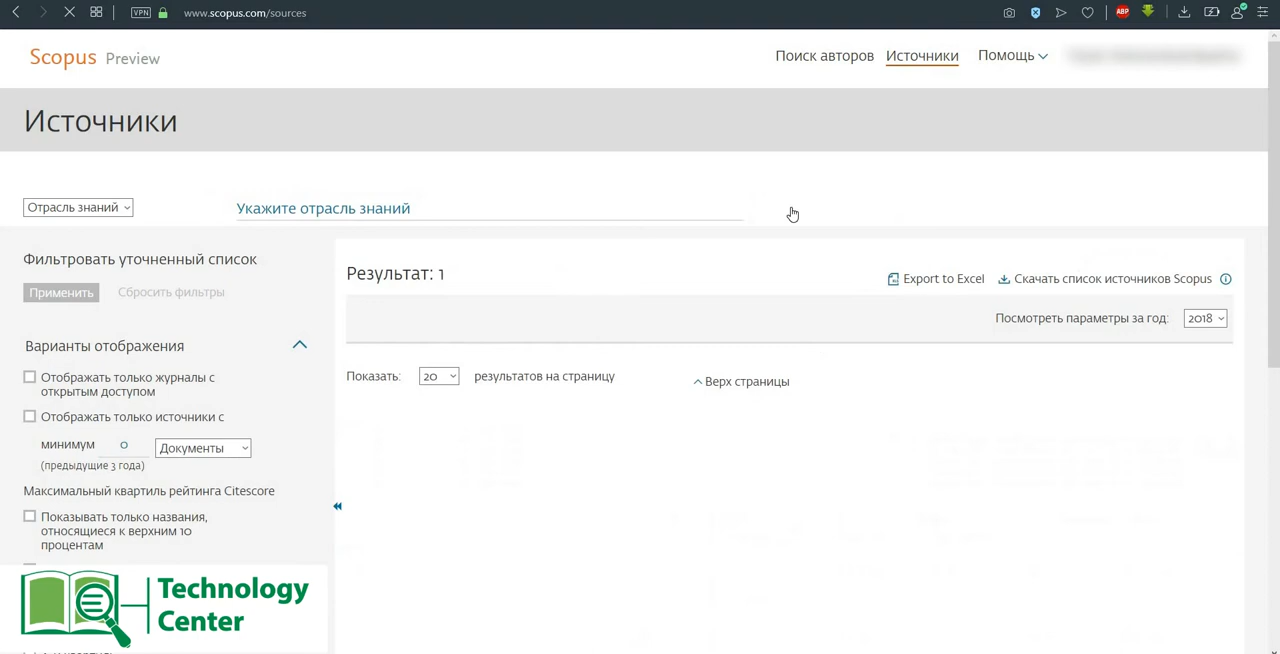 VPN www.scopus.com/sources ABP
Scopus Preview
Поиск авторов Источники Помощь
Источники
Отрасль знаний Укажите отрасль знаний
Фильтровать уточненный список
Применить Сбросить фильтры
Результат: 1
Export to Excel Скачать список источников Scopus
Посмотреть параметры за год: 2018
Варианты отображения
Показать: 20 результатов на страницу Верх страницы
Отображать только журналы с
открытым доступом
Отображать только источники с
минимум 0 Документы
(предыдущие 3 года)
Максимальный квартиль рейтинга Citescore
Показывать только названия,
относящиеся к верхним 10
процентам
Technology
Center